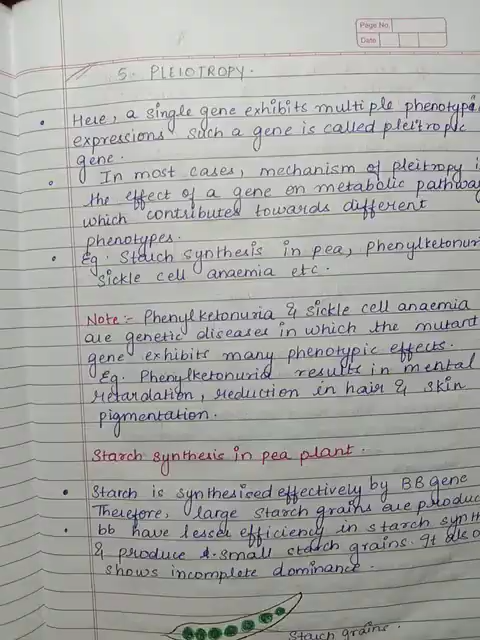 Page No.
Date
5. PLEIOTROPY.
Here, a single gene exhibits multiple phenotypic
expressions such a gene is called pleitropic
gene.
In most cases, mechanism of pleitropy i
the effect of a gene on metabolic pathway
which contributes towards different
phenotypes.
Eg. Starch synthesis in pea, phenylketonuri
sickle cell anaemia etc.
Note:- Phenylketonuria & sickle cell anaemia
are genetic diseases in which the mutant
gene exhibits many phenotypic effects.
Eg. Phenylketonuria results in mental
retardation, reduction in hair & skin
pigmentation.
Starch synthesis in pea plant.
Starch is synthesised effectively by BB gene
Therefore, large starch grains are produc
bb have lesser efficiency in starch synt
& produce small starch grains. It also
shows incomplete dominance.
Starch grains.